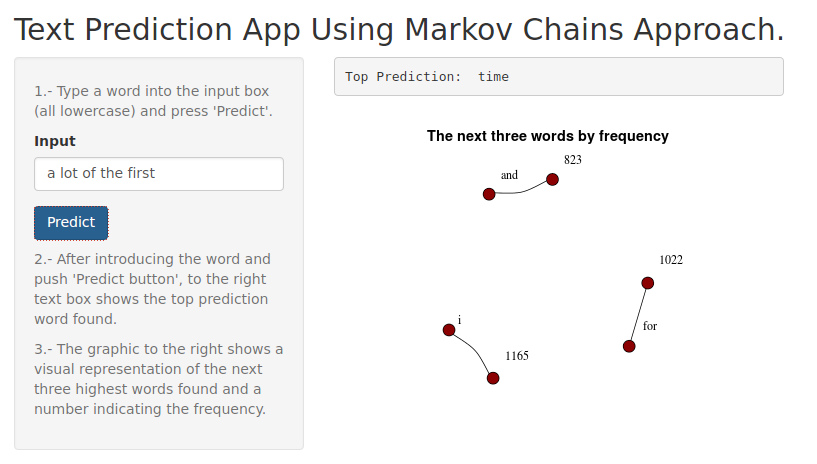 Text Prediction App Using Markov Chains Approach.
1.- Type a word into the input box
(all lowercase) and press 'Predict'.
Input
a lot of the first
Predict
2.- After introducing the word and
push 'Predict button', to the right
text box shows the top prediction
word found.
3.- The graphic to the right shows a
visual representation of the next
three highest words found and a
number indicating the frequency.
Top Prediction:  time
The next three words by frequency
823
and
1022
for
i
1165